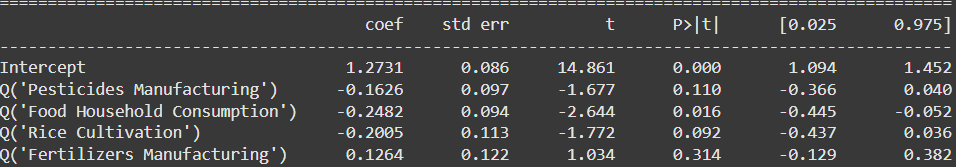 ==============================================================================================
coef std err t P>|t| [0.025 0.975]
----------------------------------------------------------------------------------------------
Intercept 1.2731 0.086 14.861 0.000 1.094 1.452
Q('Pesticides Manufacturing') -0.1626 0.097 -1.677 0.110 -0.366 0.040
Q('Food Household Consumption') -0.2482 0.094 -2.644 0.016 -0.445 -0.052
Q('Rice Cultivation') -0.2005 0.113 -1.772 0.092 -0.437 0.036
Q('Fertilizers Manufacturing') 0.1264 0.122 1.034 0.314 -0.129 0.382